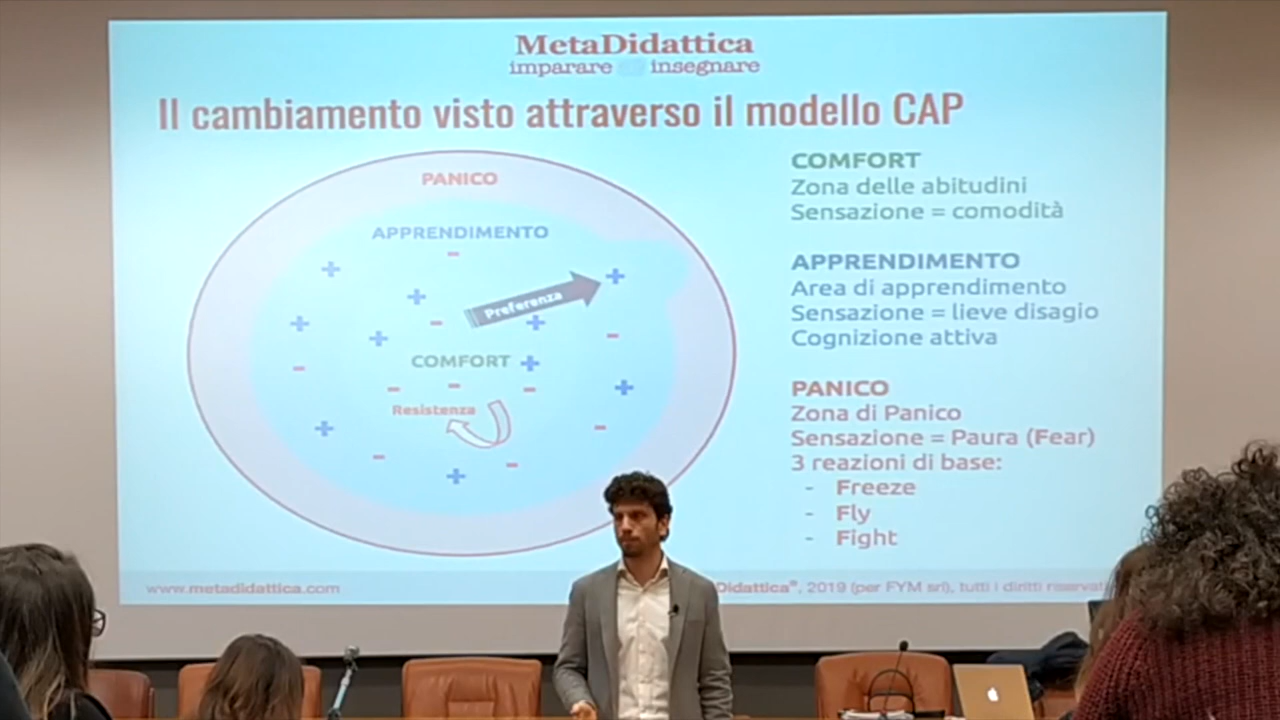 MetaDidattica
imparare insegnare
Il cambiamento visto attraverso il modello CAP
PANICO
APPRENDIMENTO
Preferenza
COMFORT
Resistenza
COMFORT
Zona delle abitudini
Sensazione = comodità
APPRENDIMENTO
Area di apprendimento
Sensazione = lieve disagio
Cognizione attiva
PANICO
Zona di Panico
Sensazione = Paura (Fear)
3 reazioni di base:
- Freeze
- Fly
- Fight
www.metadidattica.com
Didattica®, 2019 (per FYM srl), tutti i diritti riservat